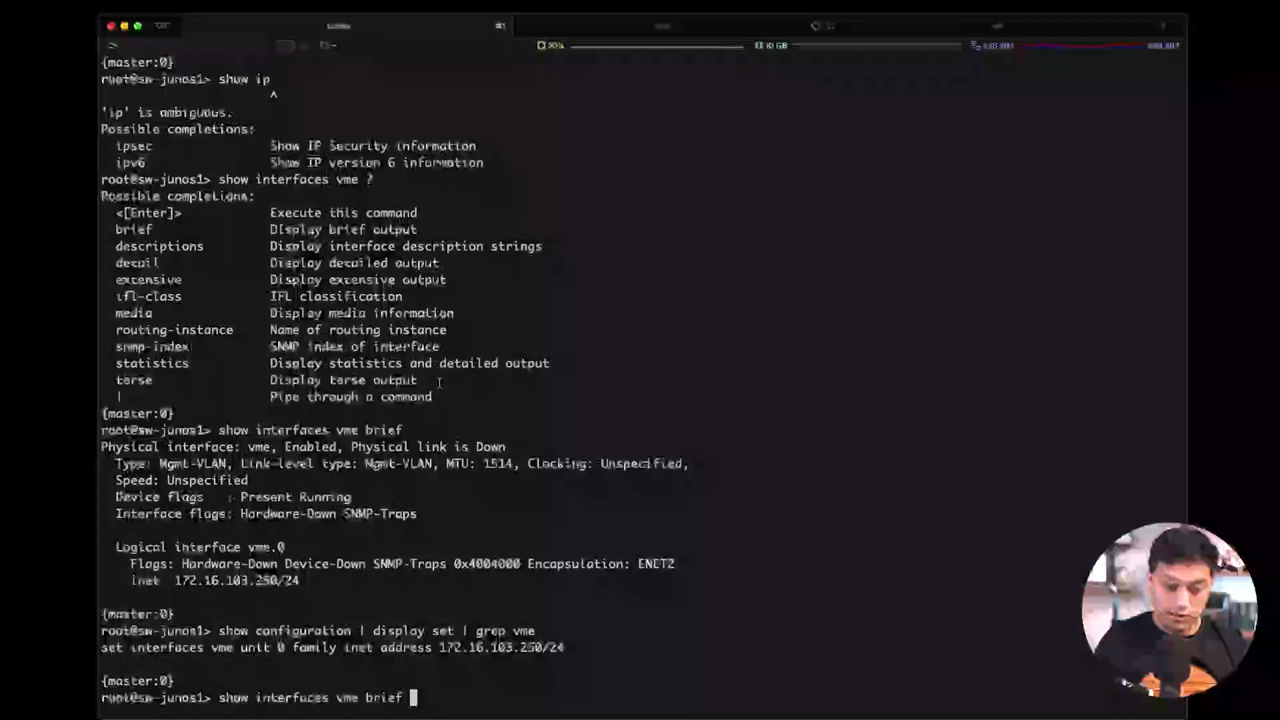 {master:0}
root@sw-junos1> show ip
^
'ip' is ambiguous.
Possible completions:
ipsec Show IP Security information
ipv6 Show IP version 6 information
root@sw-junos1> show interfaces vme ?
Possible completions:
<[Enter]> Execute this command
brief Display brief output
descriptions Display interface description strings
detail Display detailed output
extensive Display extensive output
ifl-class IFL classification
media Display media information
routing-instance Name of routing instance
snmp-index SNMP index of interface
statistics Display statistics and detailed output
terse Display terse output
| Pipe through a command
{master:0}
root@sw-junos1> show interfaces vme brief
Physical interface: vme, Enabled, Physical link is Down
Type: Mgmt-VLAN, Link-level type: Mgmt-VLAN, MTU: 1514, Clocking: Unspecified,
Speed: Unspecified
Device flags : Present Running
Interface flags: Hardware-Down SNMP-Traps
Logical interface vme.0
Flags: Hardware-Down Device-Down SNMP-Traps 0x4004000 Encapsulation: ENET2
inet 172.16.103.250/24
{master:0}
root@sw-junos1> show configuration | display set | grep vme
set interfaces vme unit 0 family inet address 172.16.103.250/24
{master:0}
root@sw-junos1> show interfaces vme brief